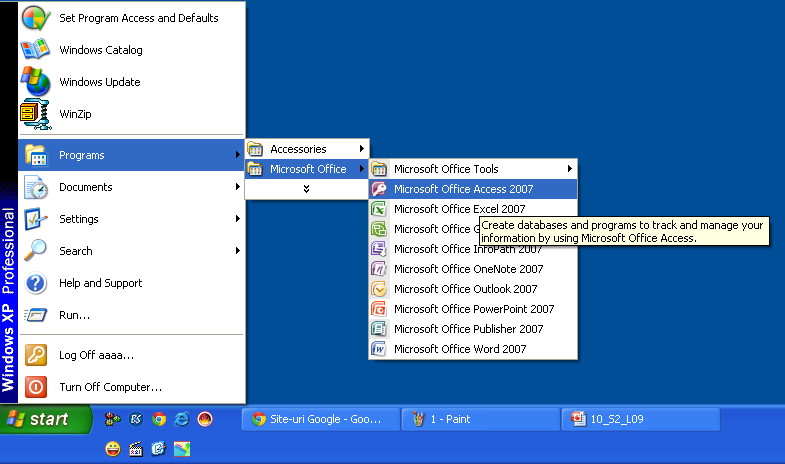 Set Program Access and Defaults
Windows Catalog
Windows Update
WinZip
Programs
Documents
Settings
Search
Help and Support
Run...
Log Off aaaa...
Turn Off Computer...
Windows XP Professional
Accessories
Microsoft Office
Microsoft Office Tools
Microsoft Office Access 2007
Microsoft Office Excel 2007
Microsoft Office G
Create databases and programs to track and manage your
information by using Microsoft Office Access.
Microsoft Office InfoPath 2007
Microsoft Office OneNote 2007
Microsoft Office Outlook 2007
Microsoft Office PowerPoint 2007
Microsoft Office Publisher 2007
Microsoft Office Word 2007
start
Site-uri Google - Goo...
1 - Paint
10_S2_L09